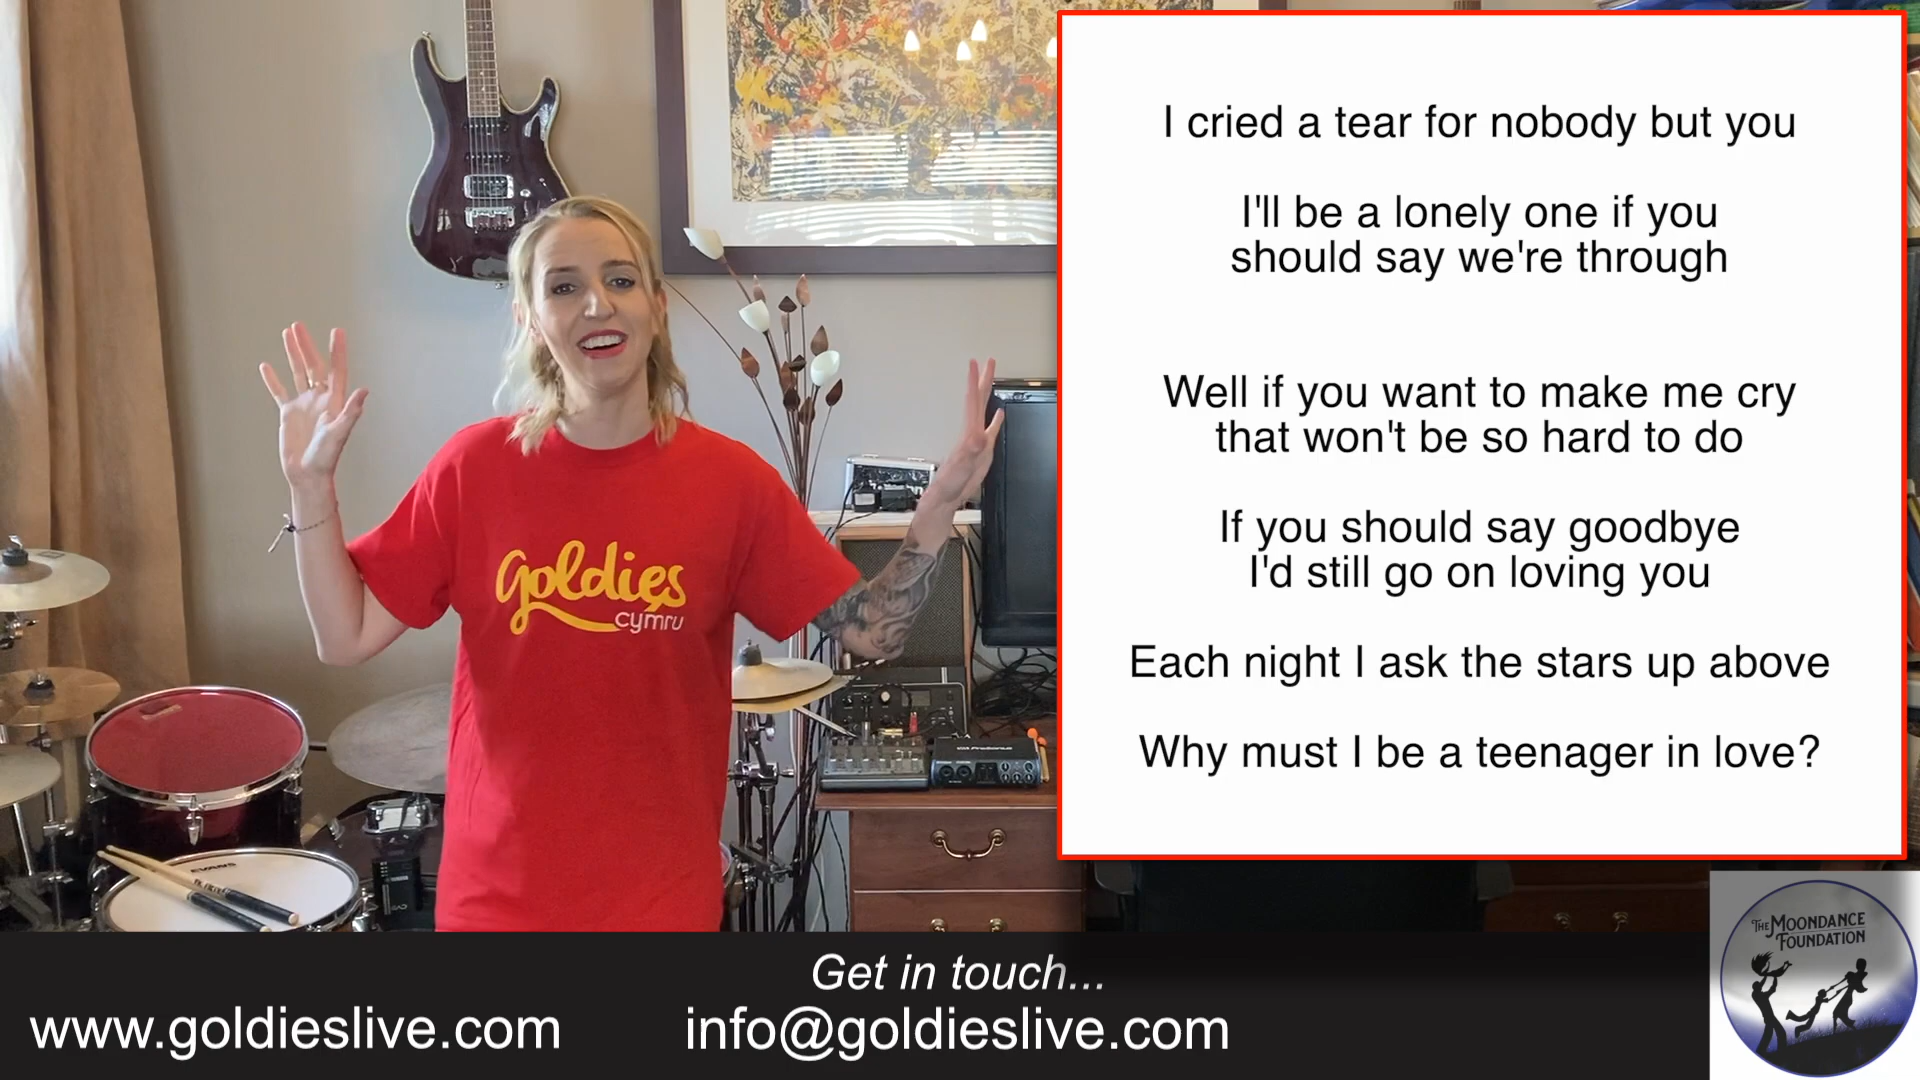 I cried a tear for nobody but you
I'll be a lonely one if you
should say we're through
Well if you want to make me cry
that won't be so hard to do
If you should say goodbye
I'd still go on loving you
Each night I ask the stars up above
Why must I be a teenager in love?
Goldies
cymru
EVANS
PreSonus
THE MOONDANCE
FOUNDATION
Get in touch...
www.goldieslive.com
info@goldieslive.com